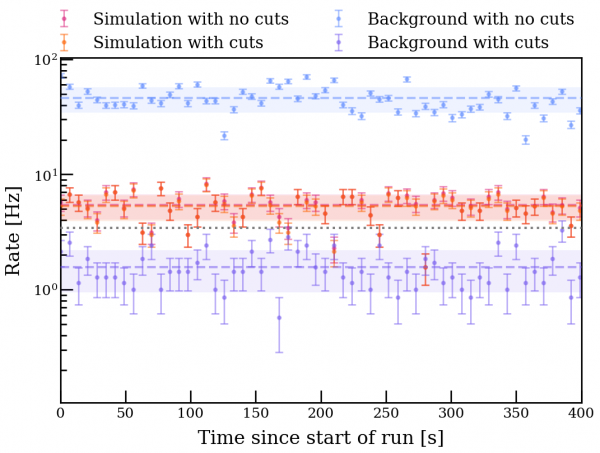 Simulation with no cuts
Background with no cuts
Simulation with cuts
Background with cuts
10²
10¹
10⁰
Rate [Hz]
0 50 100 150 200 250 300 350 400
Time since start of run [s]